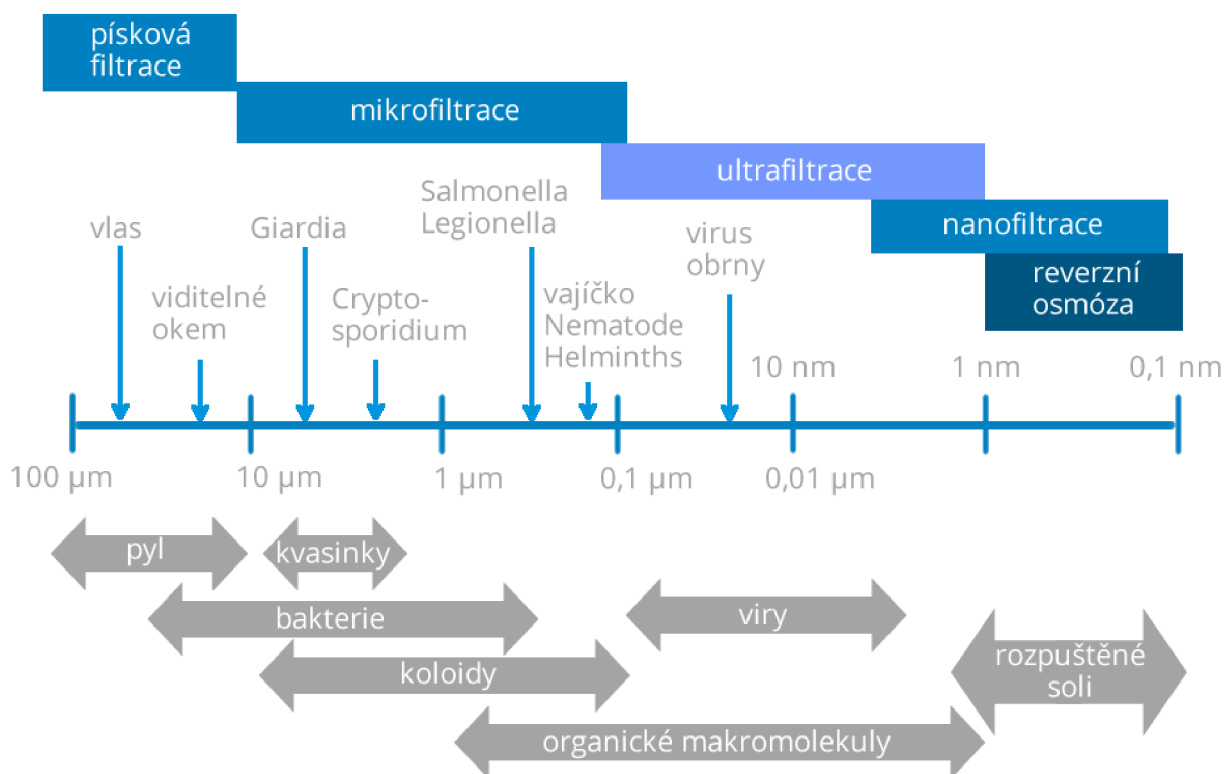 písková
filtrace
mikrofiltrace
ultrafiltrace
nanofiltrace
reverzní
osmóza
vlas
viditelné
okem
Giardia
Crypto-
sporidium
Salmonella
Legionella
vajíčko
Nematode
Helminths
virus
obrny
10 nm
1 nm
0,1 nm
100 µm
10 µm
1 µm
0,1 µm
0,01 µm
pyl
kvasinky
bakterie
viry
koloidy
rozpuštěné
soli
organické makromolekuly